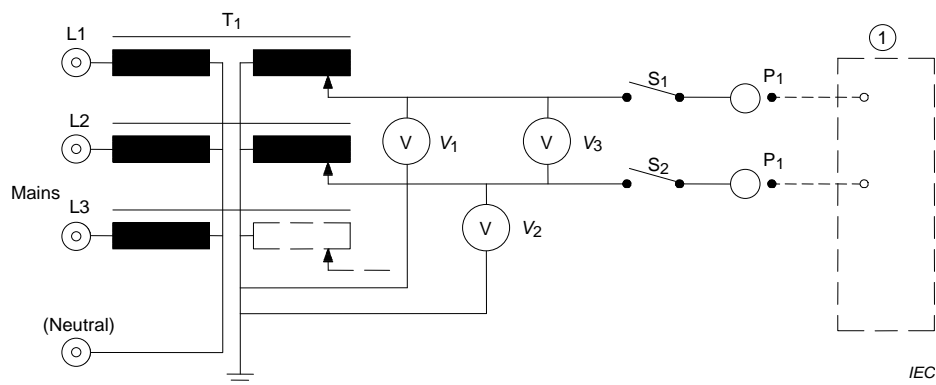 T1
1
L1
S1
P1
L2
V
V1
V
V3
S2
P1
Mains
L3
V
V2
(Neutral)
IEC